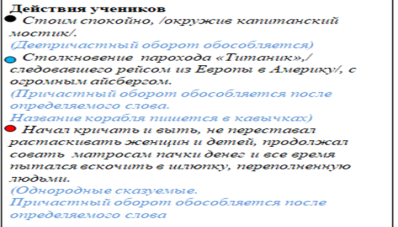 Действия учеников
Стоим спокойно, /окружив капитанский
мостик/.
(Деепричастный оборот обособляется)
Столкновение парохода «Титаник»,/
следовавшего рейсом из Европы в Америку/, с
огромным айсбергом.
(Причастный оборот обособляется после
определяемого слова.
Название корабля пишется в кавычках)
Начал кричать и выть, не переставал
растаскивать женщин и детей, продолжал
совать матросам пачки денег и все время
пытался вскочить в шлюпку, переполненную
людьми.
(Однородные сказуемые.
Причастный оборот обособляется после
определяемого слова